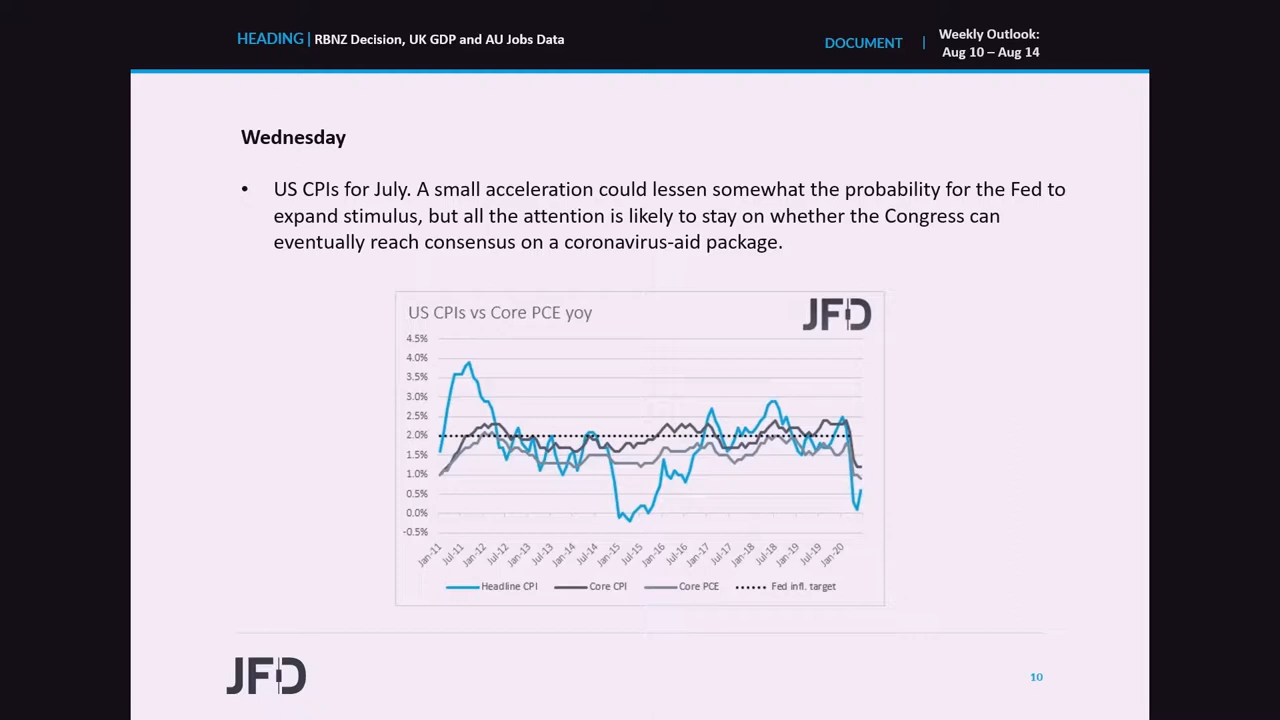 HEADING | RBNZ Decision, UK GDP and AU Jobs Data
DOCUMENT | Weekly Outlook:
Aug 10 – Aug 14
Wednesday
• US CPIs for July. A small acceleration could lessen somewhat the probability for the Fed to
expand stimulus, but all the attention is likely to stay on whether the Congress can
eventually reach consensus on a coronavirus-aid package.
US CPIs vs Core PCE yoy
JFD
4.5%
4.0%
3.5%
3.0%
2.5%
2.0%
1.5%
1.0%
0.5%
0.0%
-0.5%
Jan-11
Jul-11
Jan-12
Jul-12
Jan-13
Jul-13
Jan-14
Jul-14
Jan-15
Jul-15
Jan-16
Jul-16
Jan-17
Jul-17
Jan-18
Jul-18
Jan-19
Jul-19
Jan-20
Headline CPI
Core CPI
Core PCE
Fed infl. target
JFD
10